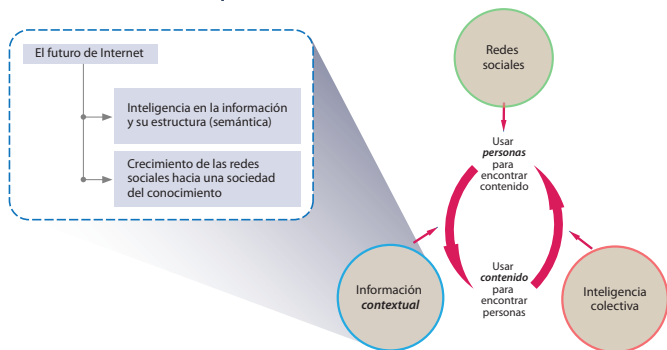 El futuro de Internet
Inteligencia en la información
y su estructura (semántica)
Crecimiento de las redes
sociales hacia una sociedad
del conocimiento
Redes
sociales
Usar
personas
para
encontrar
contenido
Usar
contenido
para
encontrar
personas
Información
contextual
Inteligencia
colectiva